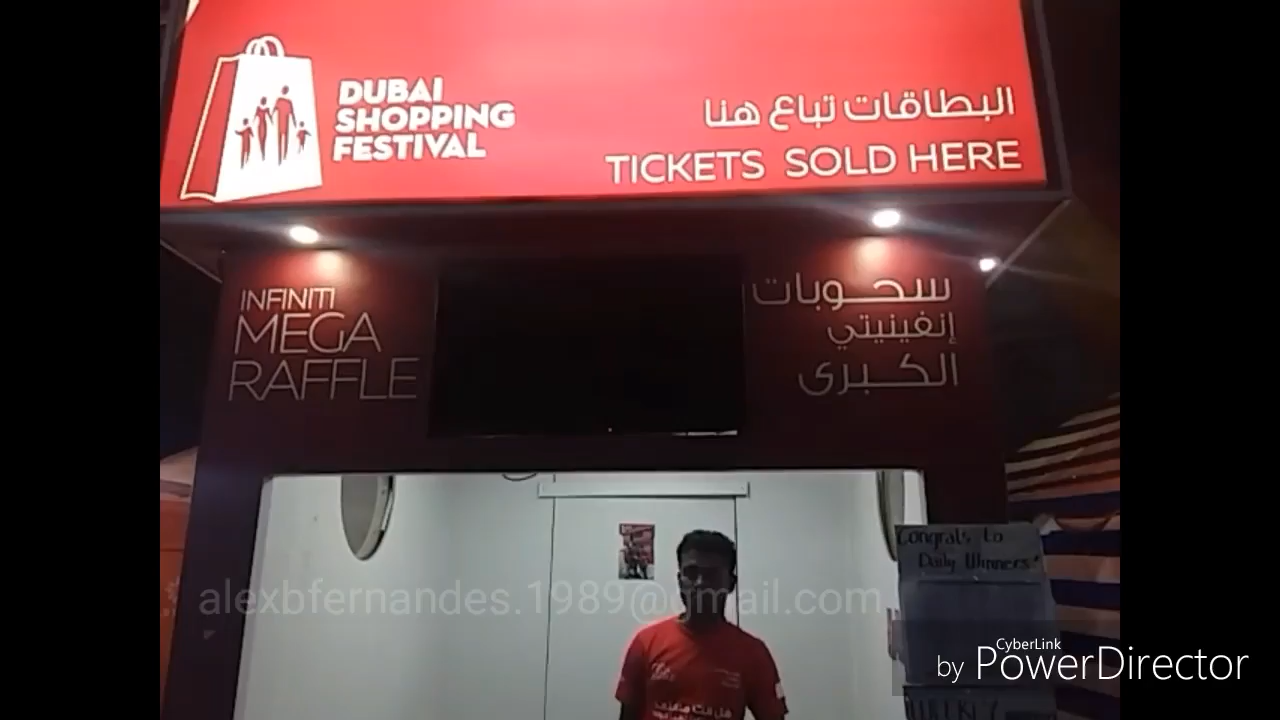 DUBAI
SHOPPING
FESTIVAL
البطاقات تباع هنا
TICKETS SOLD HERE
INFINITI
MEGA
RAFFLE
سحوبات
إنفينيتي
الكبرى
Congrats to
Daily Winners
alexbfernandes.1989@gmail.com
CyberLink
by PowerDirector